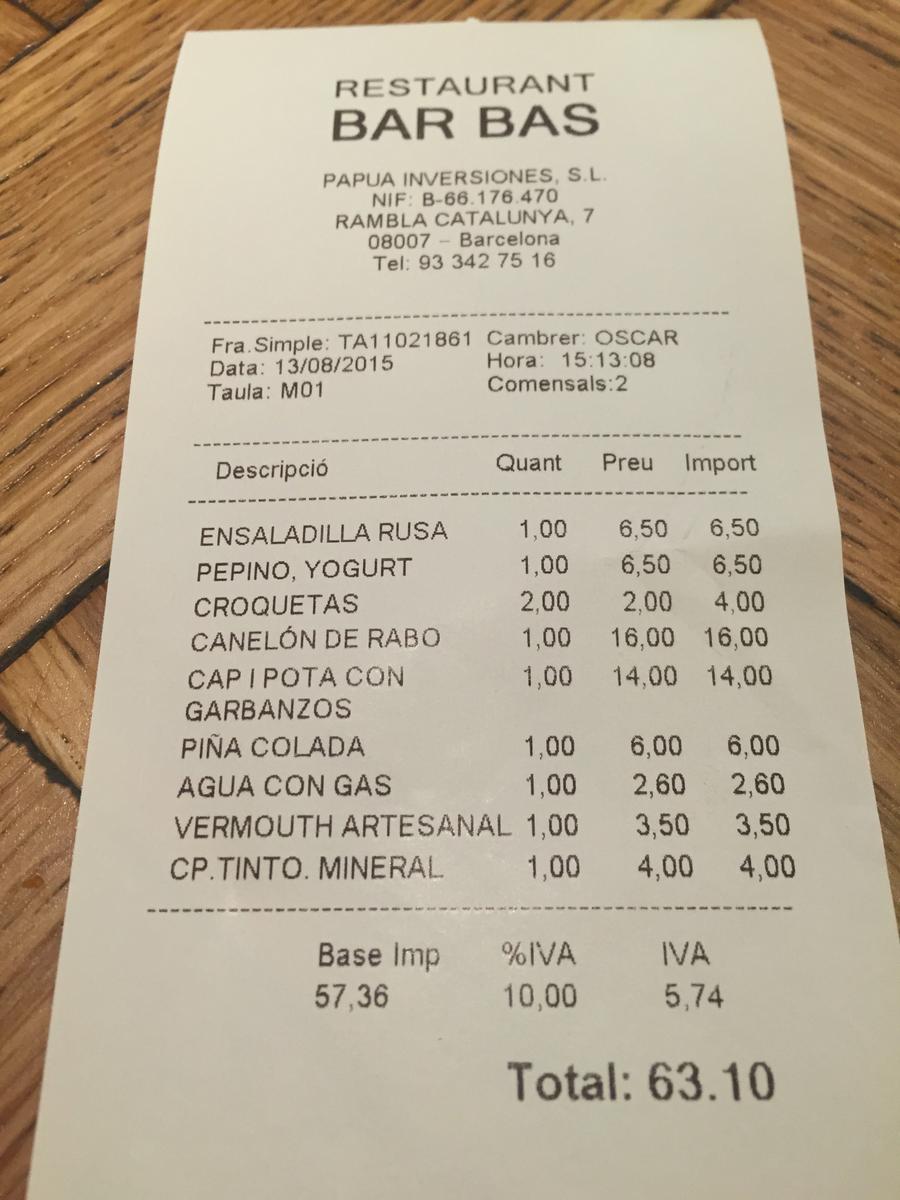 RESTAURANT
BAR BAS
PAPUA INVERSIONES, S.L.
NIF: B-66.176.470
RAMBLA CATALUNYA, 7
08007 - Barcelona
Tel: 93 342 75 16
Fra.Simple: TA11021861 Cambrer: OSCAR
Data: 13/08/2015 Hora: 15:13:08
Taula: M01 Comensals:2
Descripció Quant Preu Import
ENSALADILLA RUSA 1,00 6,50 6,50
PEPINO, YOGURT 1,00 6,50 6,50
CROQUETAS 2,00 2,00 4,00
CANELÓN DE RABO 1,00 16,00 16,00
CAP I POTA CON 1,00 14,00 14,00
GARBANZOS
PIÑA COLADA 1,00 6,00 6,00
AGUA CON GAS 1,00 2,60 2,60
VERMOUTH ARTESANAL 1,00 3,50 3,50
CP.TINTO. MINERAL 1,00 4,00 4,00
Base Imp %IVA IVA
57,36 10,00 5,74
Total: 63.10